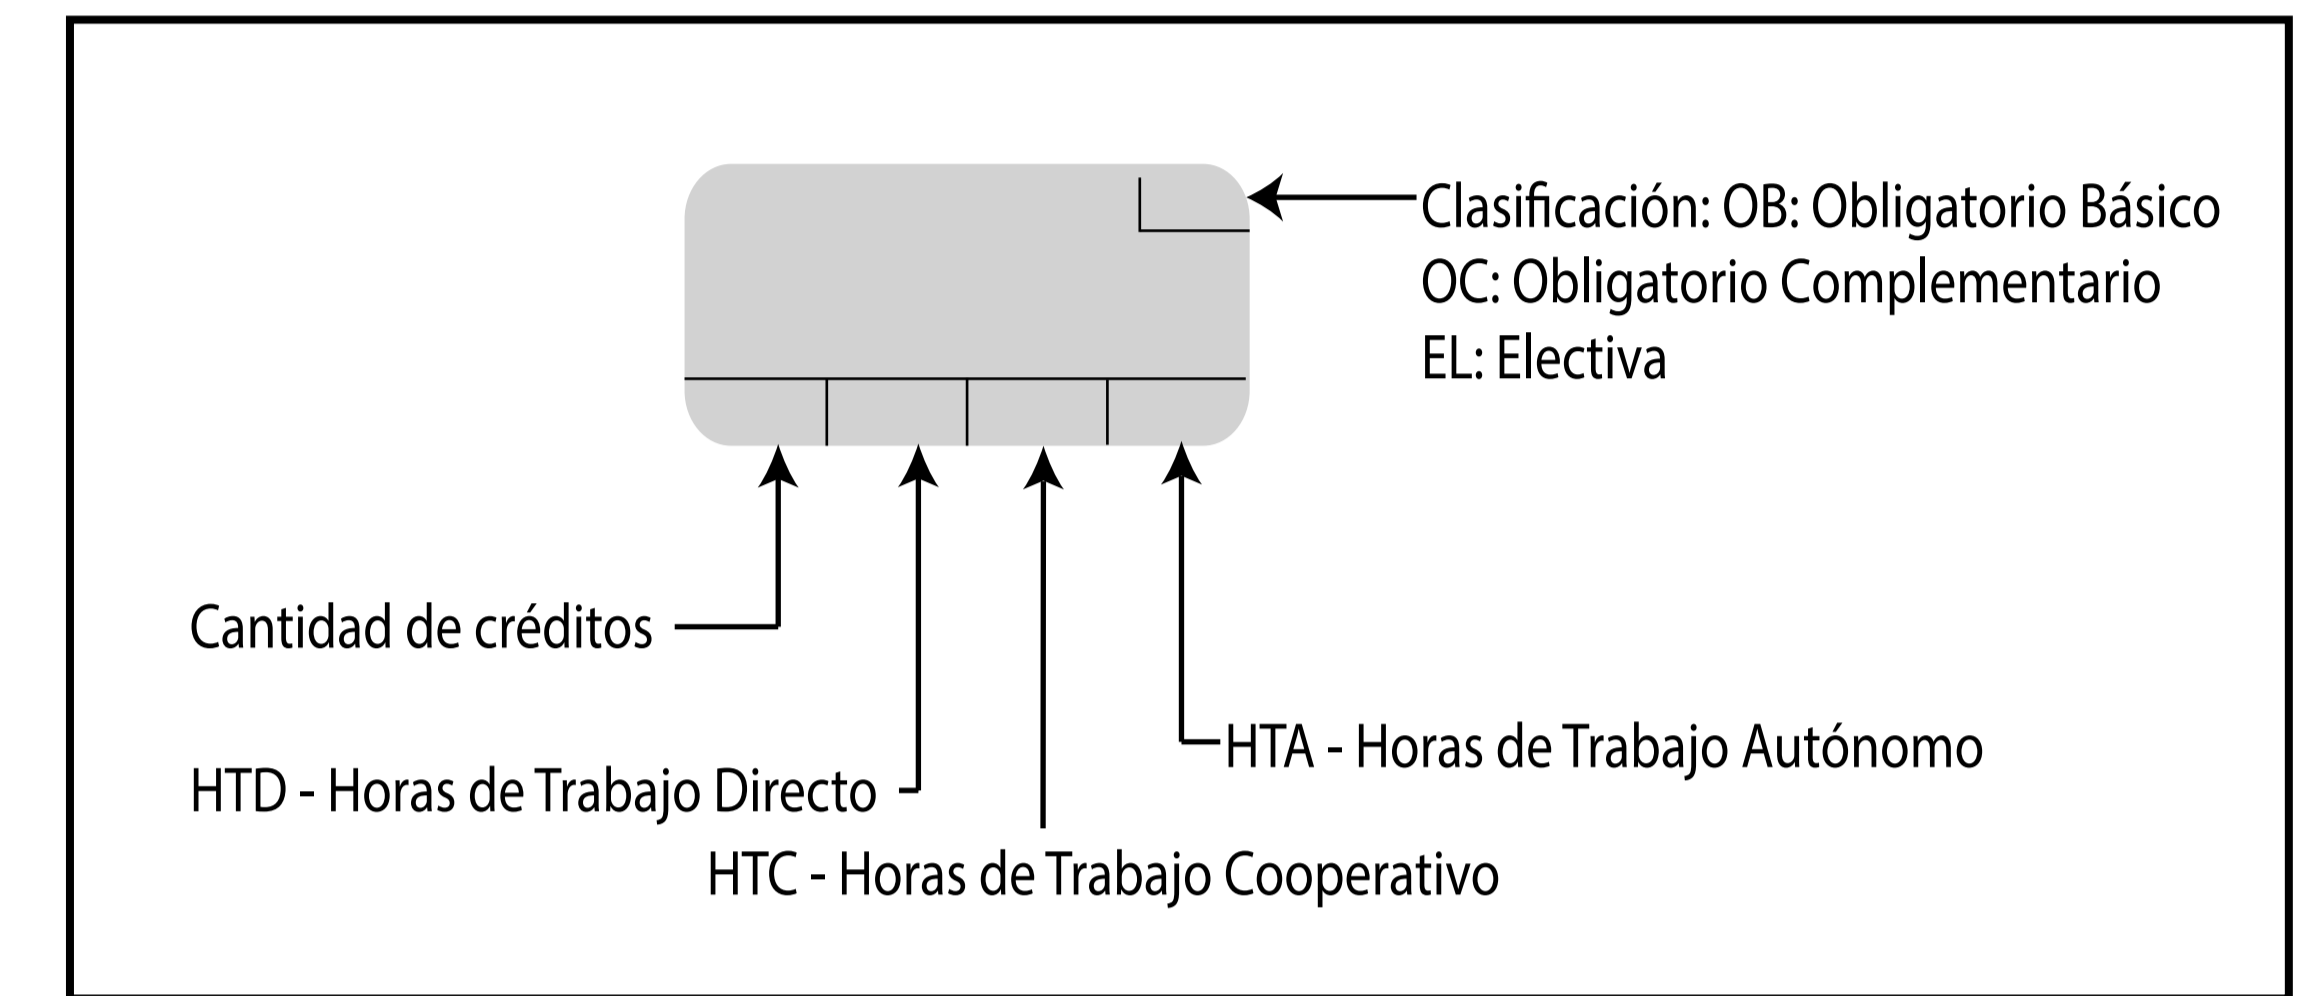 Clasificación: OB: Obligatorio Básico
OC: Obligatorio Complementario
EL: Electiva
Cantidad de créditos
HTA - Horas de Trabajo Autónomo
HTD - Horas de Trabajo Directo
HTC - Horas de Trabajo Cooperativo